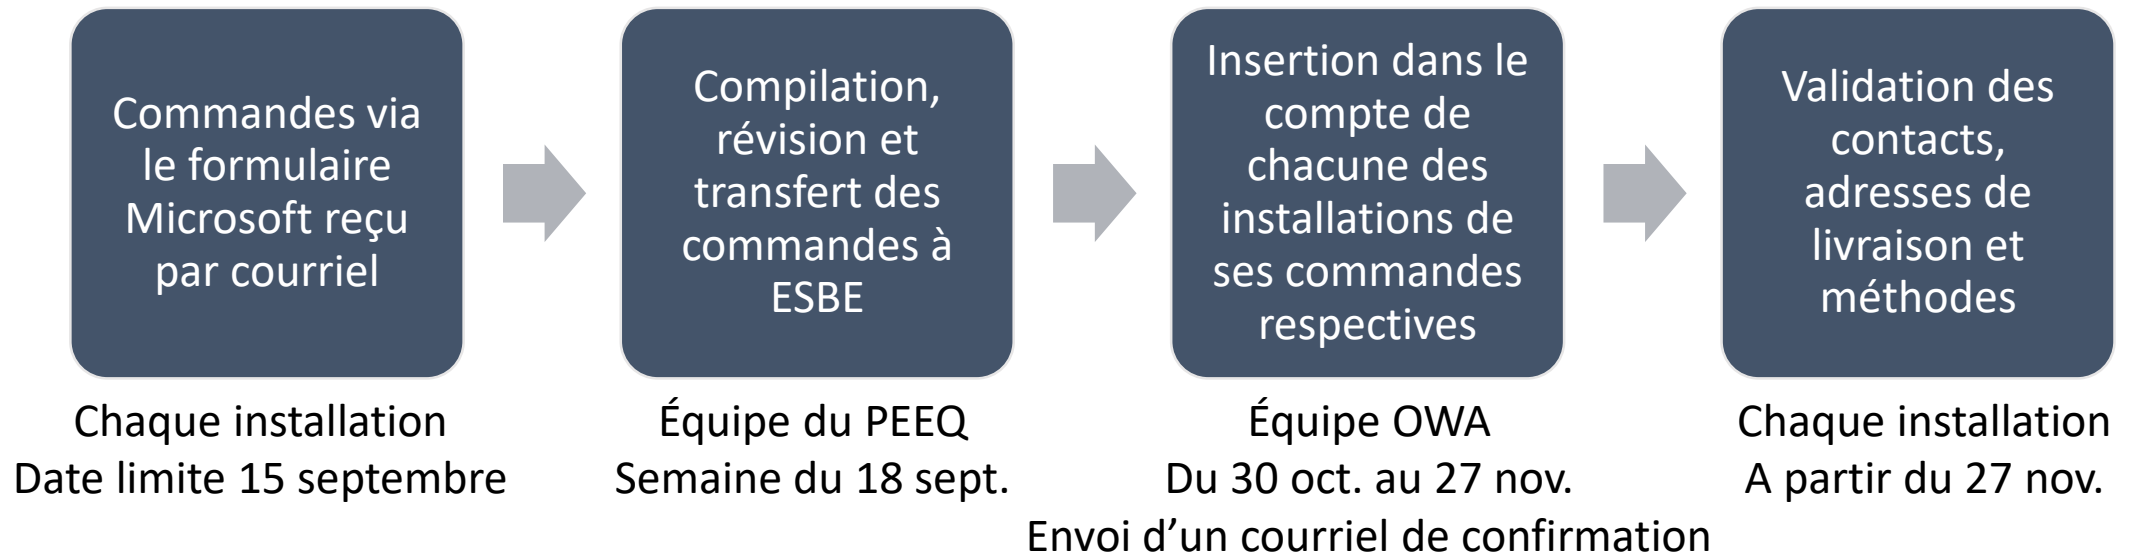 Commandes via
le formulaire
Microsoft reçu
par courriel
Chaque installation
Date limite 15 septembre
Compilation,
révision et
transfert des
commandes à
ESBE
Équipe du PEEQ
Semaine du 18 sept.
Insertion dans le
compte de
chacune des
installations de
ses commandes
respectives
Équipe OWA
Du 30 oct. au 27 nov.
Envoi d’un courriel de confirmation
Validation des
contacts,
adresses de
livraison et
méthodes
Chaque installation
A partir du 27 nov.